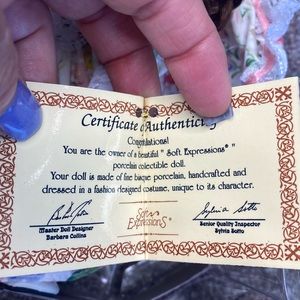 Certificate of Authenticity
Congratulations!
You are the owner of a beautiful " Soft Expressions® "
porcelain colectible doll.
Your doll is made of fine bisque porcelain, handcrafted and
dressed in a fashion designed costume, unique to its character.
Master Doll Designer
Barbara Collins
Soft
Expressions®
Senior Quality Inspector
Sylvia Sotto